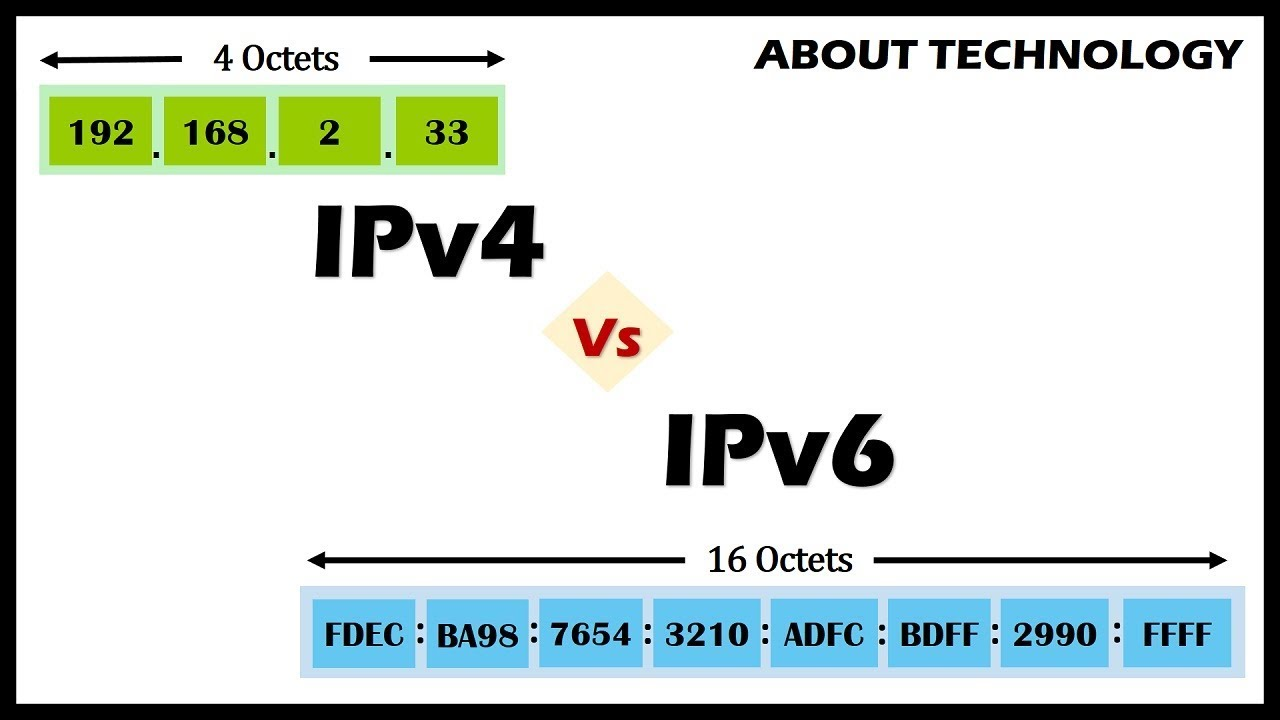 4 Octets
ABOUT TECHNOLOGY
192 . 168 . 2 . 33
IPv4
Vs
IPv6
16 Octets
FDEC : BA98 : 7654 : 3210 : ADFC : BDFF : 2990 : FFFF